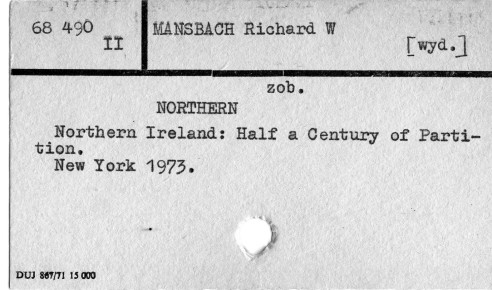 68 490
II
MANSBACH Richard W
[wyd.]
zob.
NORTHERN
Northern Ireland: Half a Century of Parti-
tion.
New York 1973.
DUJ 867/71 15 000